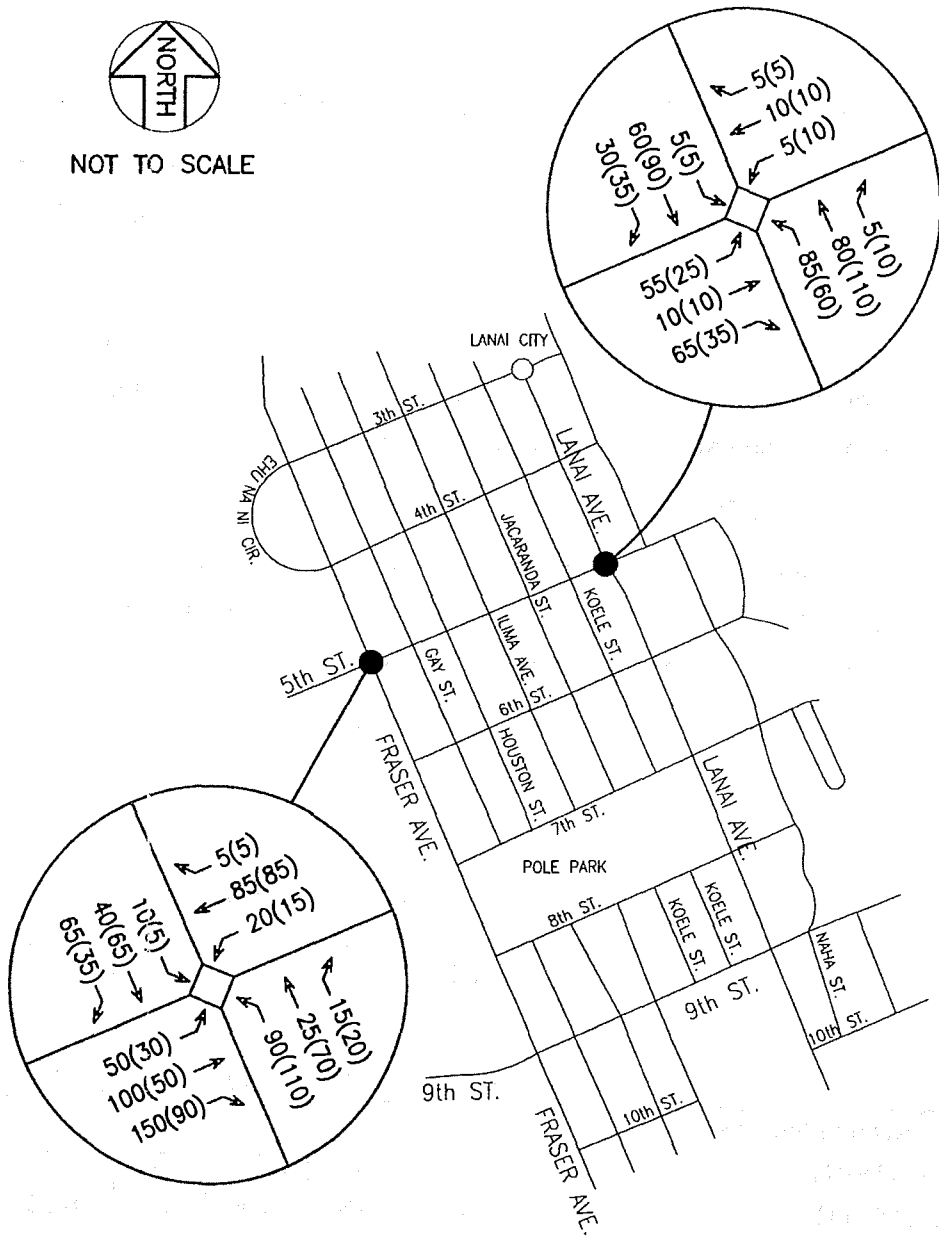 NORTH
NOT TO SCALE
5(5)
10(10)
5(10)
5(5)
60(90)
30(35)
55(25)
10(10)
65(35)
5(10)
80(110)
85(60)
LANAI CITY
3th ST.
EHU NA NI CIR.
4th ST.
LANAI AVE.
JACARANDA ST.
KOELE ST.
5th ST.
GAY ST.
ILIMA AVE.
6th ST.
HOUSTON ST.
FRASER AVE.
7th ST.
LANAI AVE.
POLE PARK
8th ST.
KOELE ST.
KOELE ST.
NAHA ST.
9th ST.
10th ST.
9th ST.
10th ST.
FRASER AVE.
5(5)
85(85)
20(15)
10(5)
40(65)
65(35)
50(30)
100(50)
150(90)
15(20)
25(70)
90(110)